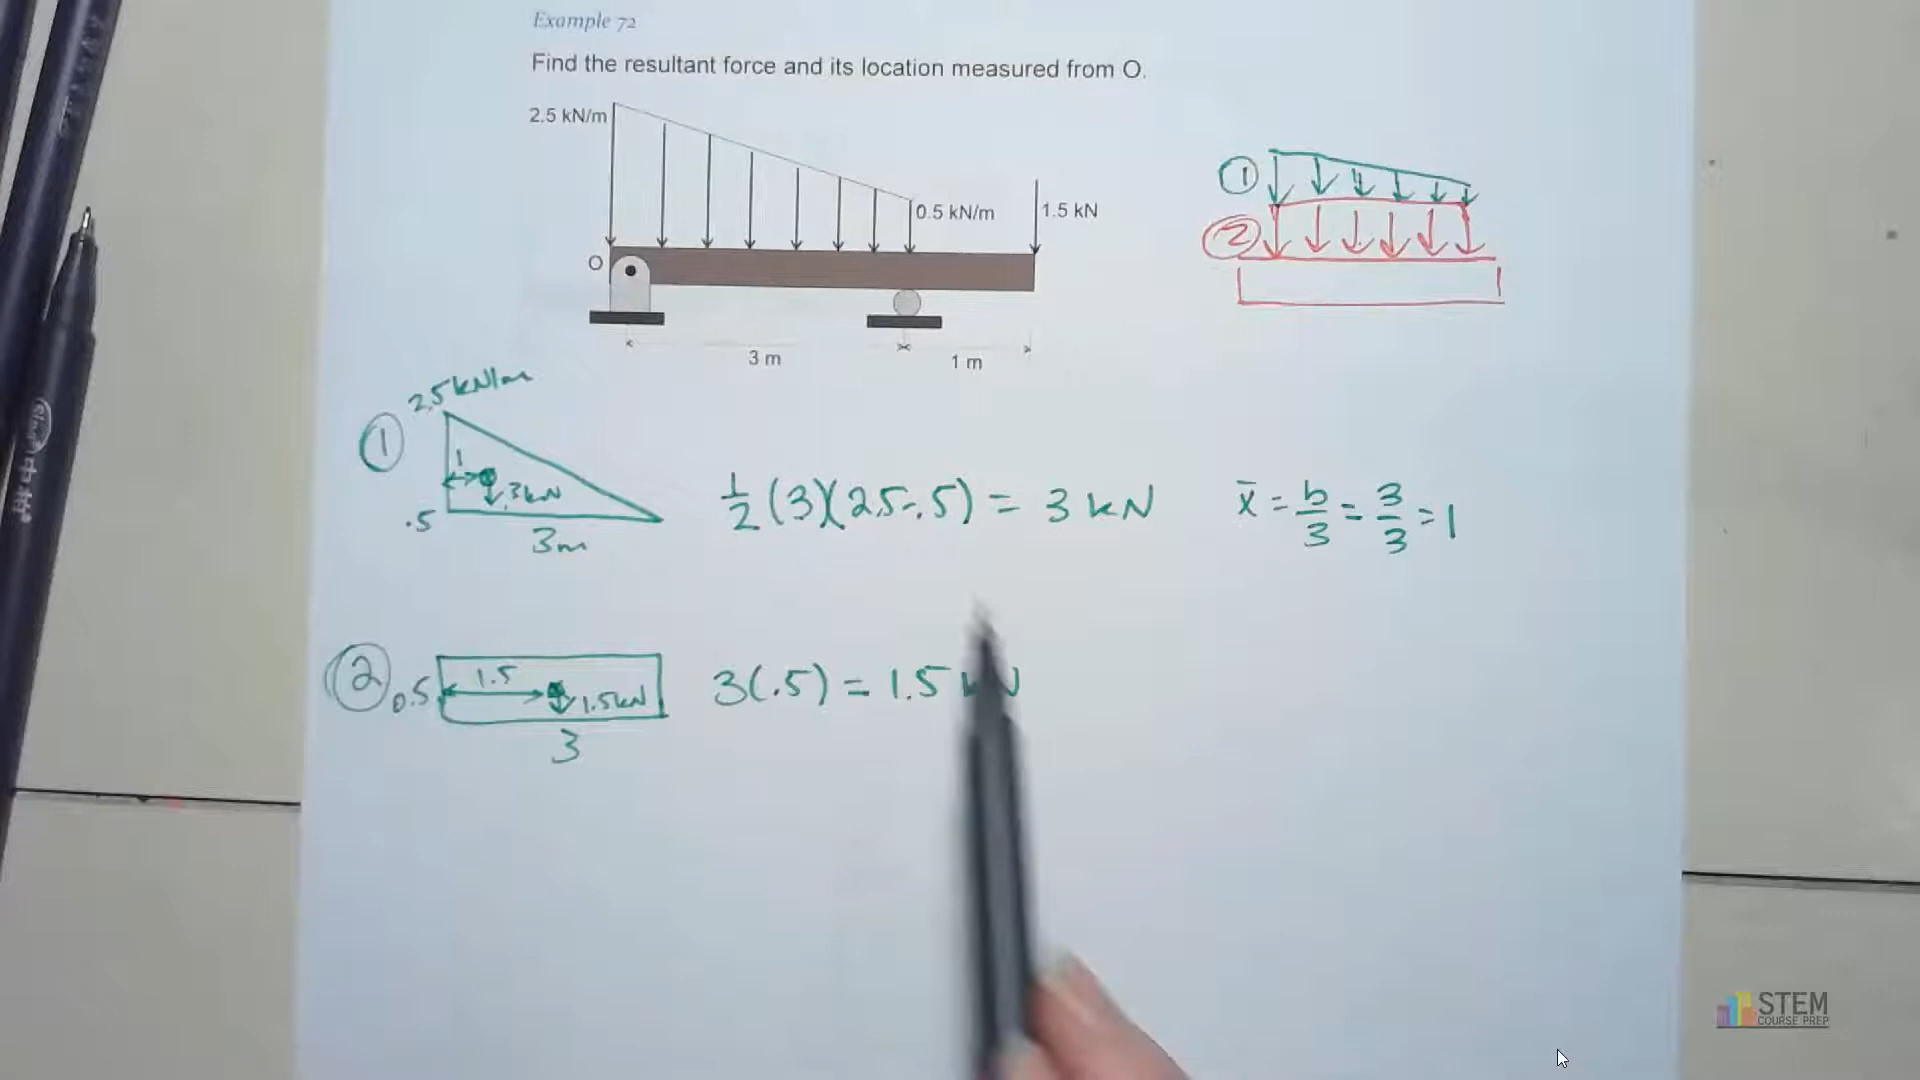 Example 72
Find the resultant force and its location measured from O.
2.5 kN/m
0.5 kN/m
1.5 kN
O
3 m
1 m
①
②
① 2.5 kN/m
1
3kN
.5
3m
½ (3)(2.5-.5) = 3 kN
x̄ = b/3 = 3/3 = 1
② 0.5
1.5
1.5kN
3
3(.5) = 1.5 kN
STEM
COURSE PREP